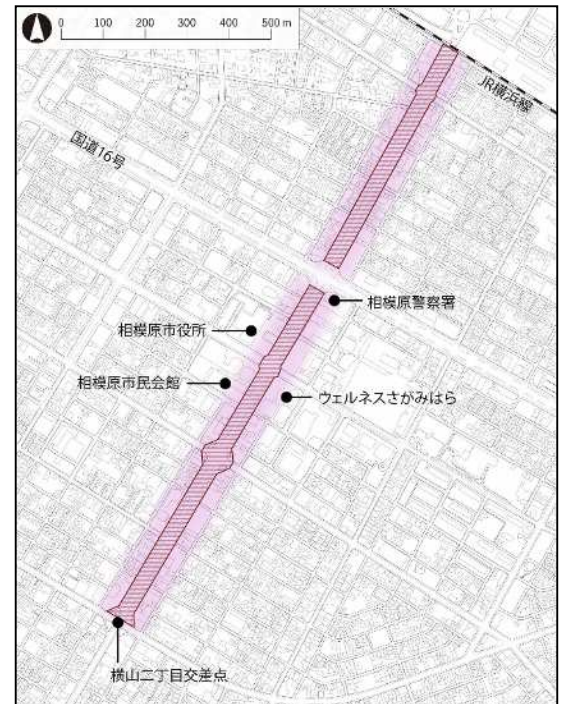 0 100 200 300 400 500 m
JR横浜線
国道16号
相模原警察署
相模原市役所
相模原市民会館
ウェルネスさがみはら
横山二丁目交差点